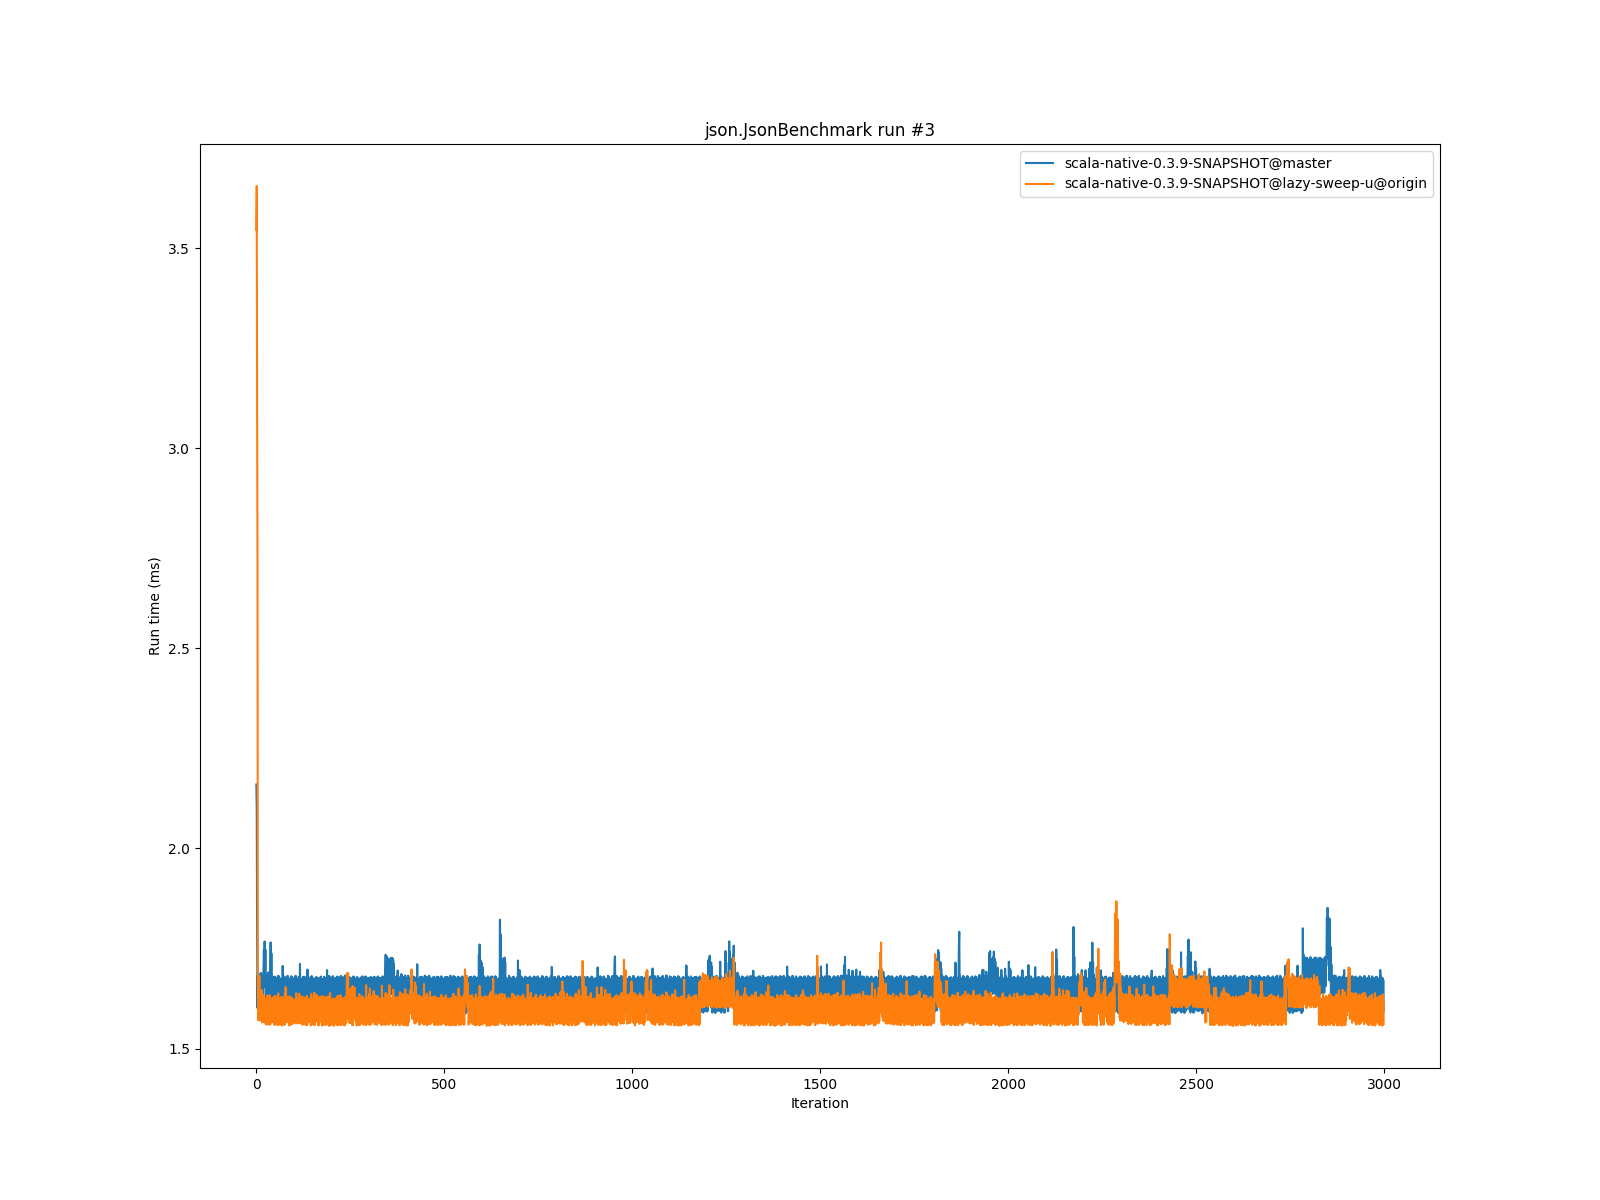 json.JsonBenchmark run #3
scala-native-0.3.9-SNAPSHOT@master
scala-native-0.3.9-SNAPSHOT@lazy-sweep-u@origin
3.5
3.0
2.5
2.0
1.5
Run time (ms)
0
500
1000
1500
2000
2500
3000
Iteration